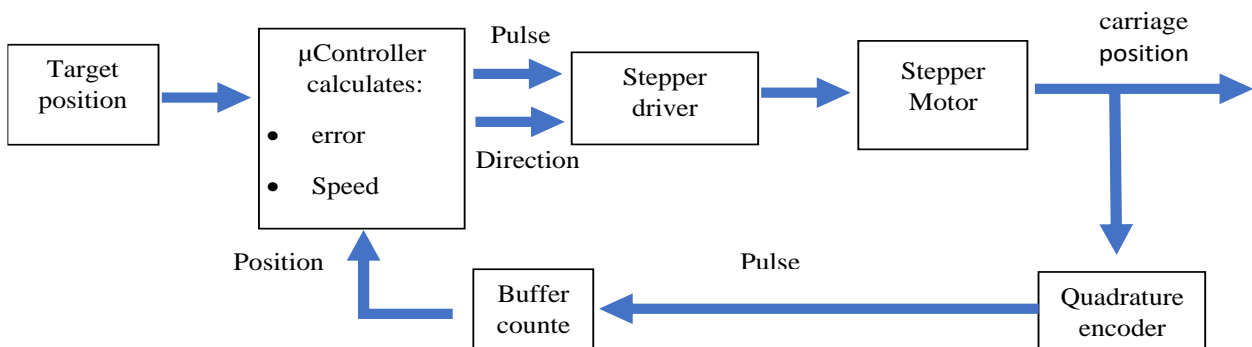 Target
position
µController
calculates:
• error
• Speed
Pulse
Direction
Stepper
driver
Stepper
Motor
carriage
position
Position
Buffer
counte
Pulse
Quadrature
encoder